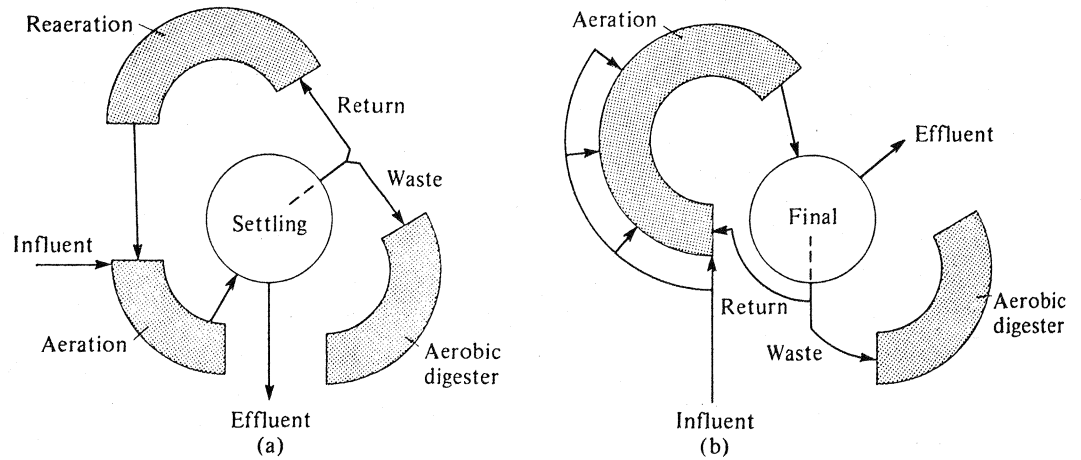 Reaeration
Return
Waste
Settling
Influent
Aeration
Aerobic
digester
Effluent
(a)
Aeration
Effluent
Final
Return
Aerobic
digester
Waste
Influent
(b)